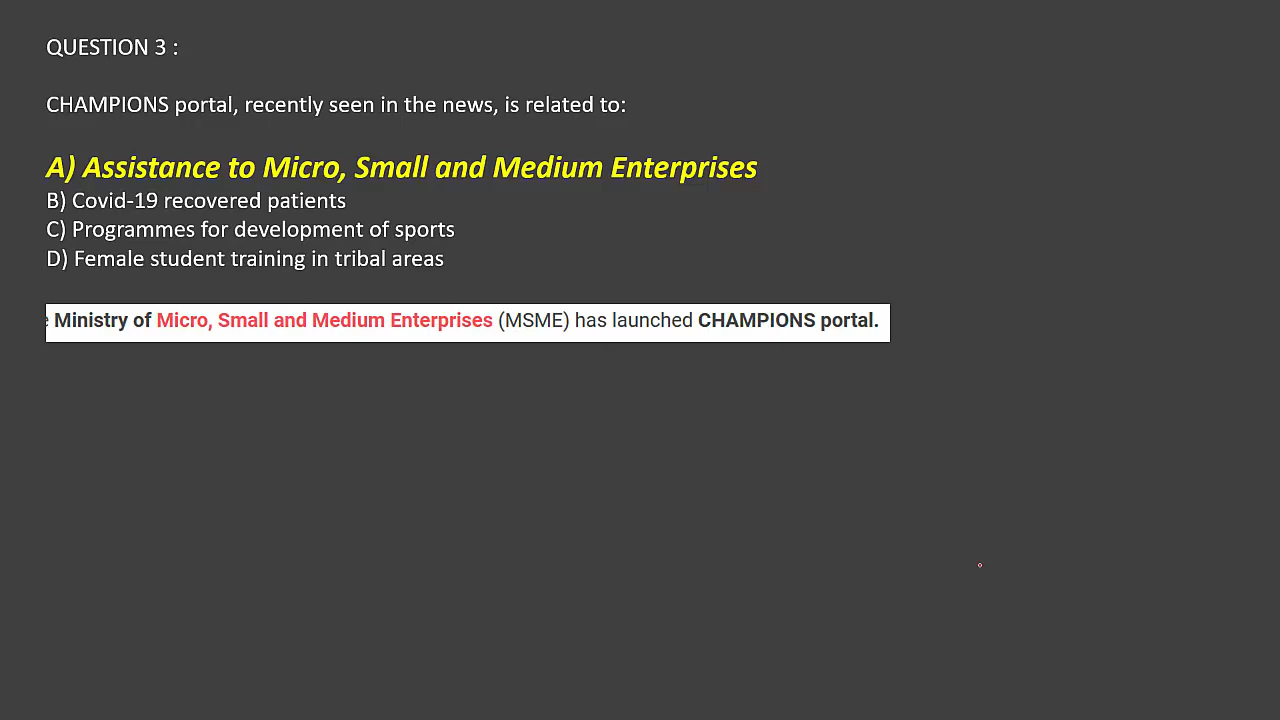 QUESTION 3 :
CHAMPIONS portal, recently seen in the news, is related to:
A) Assistance to Micro, Small and Medium Enterprises
B) Covid-19 recovered patients
C) Programmes for development of sports
D) Female student training in tribal areas
Ministry of Micro, Small and Medium Enterprises (MSME) has launched CHAMPIONS portal.